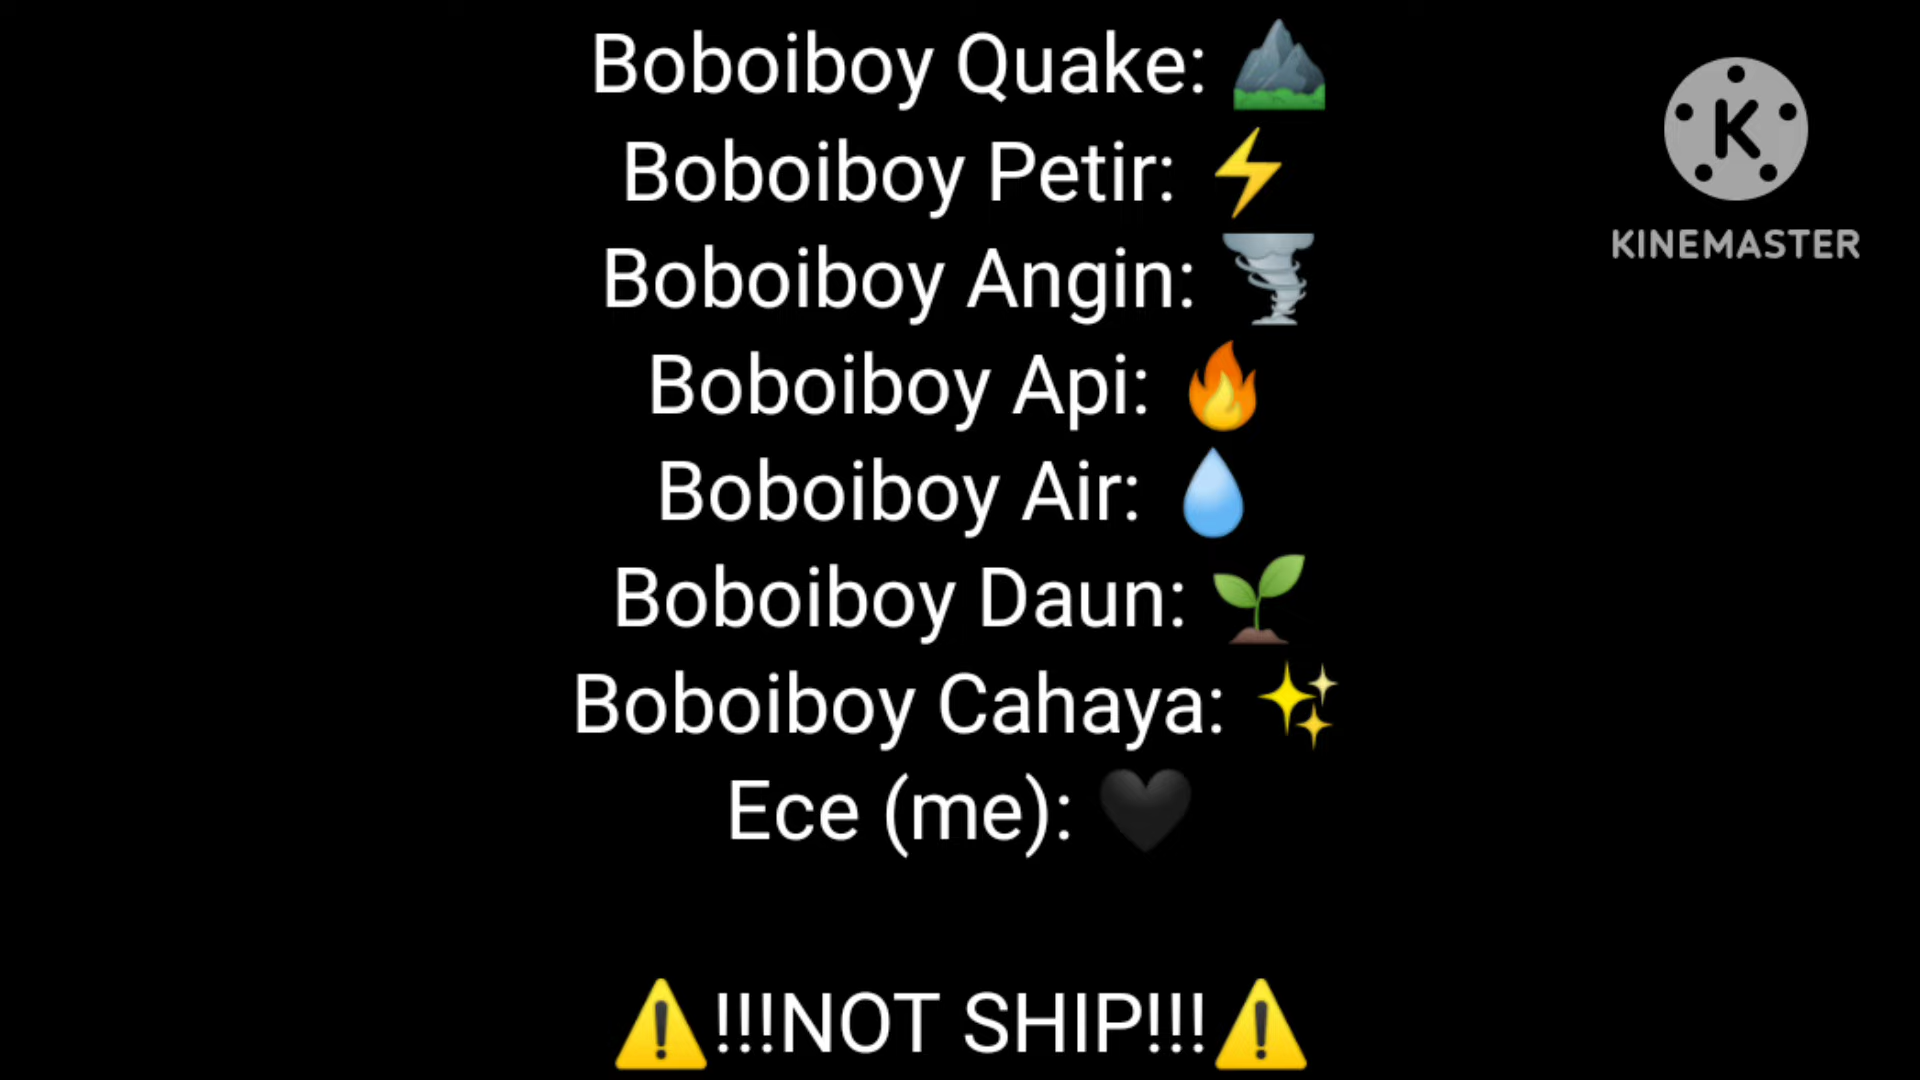 Boboiboy Quake: ⛰️
Boboiboy Petir: ⚡
Boboiboy Angin: 🌪️
Boboiboy Api: 🔥
Boboiboy Air: 💧
Boboiboy Daun: 🌱
Boboiboy Cahaya: ✨
Ece (me): 🖤
⚠️!!!NOT SHIP!!!⚠️
K
KINEMASTER